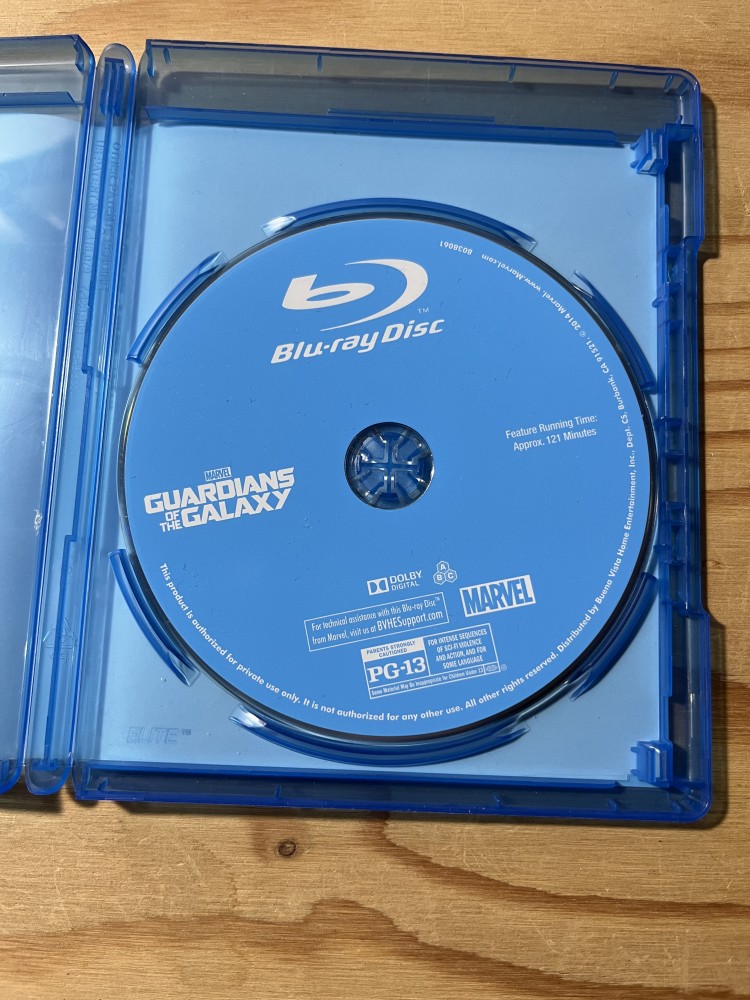 Blu-ray Disc™
8038061
www.Marvel.com
© 2014 Marvel.
Feature Running Time:
Approx. 121 Minutes
MARVEL
GUARDIANS
OF THE GALAXY
DOLBY
DIGITAL
A
B C
For technical assistance with this Blu-ray Disc™
from Marvel, visit us at BVHESupport.com
MARVEL
PARENTS STRONGLY CAUTIONED
PG-13
FOR INTENSE SEQUENCES
OF SCI-FI VIOLENCE
AND ACTION, AND FOR
SOME LANGUAGE
Some Material May Be Inappropriate for Children Under 13
This product is authorized for private use only. It is not authorized for any other use. All other rights reserved. Distributed by Buena Vista Home Entertainment, Inc., Dept. CS, Burbank, CA 91521.
ELITE™